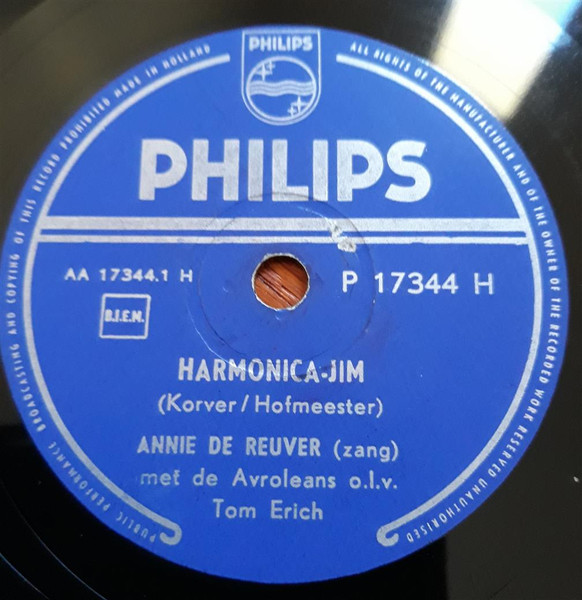 PHILIPS
PHILIPS
AA 17344.1 H
P 17344 H
B.I.E.M.
HARMONICA-JIM
(Korver/Hofmeester)
ANNIE DE REUVER (zang)
met de Avroleans o.l.v.
Tom Erich
ALL RIGHTS OF THE MANUFACTURER AND OF THE OWNER OF THE RECORDED WORK RESERVED UNAUTHORISED
PUBLIC PERFORMANCE BROADCASTING AND COPYING OF THIS RECORD PROHIBITED MADE IN HOLLAND